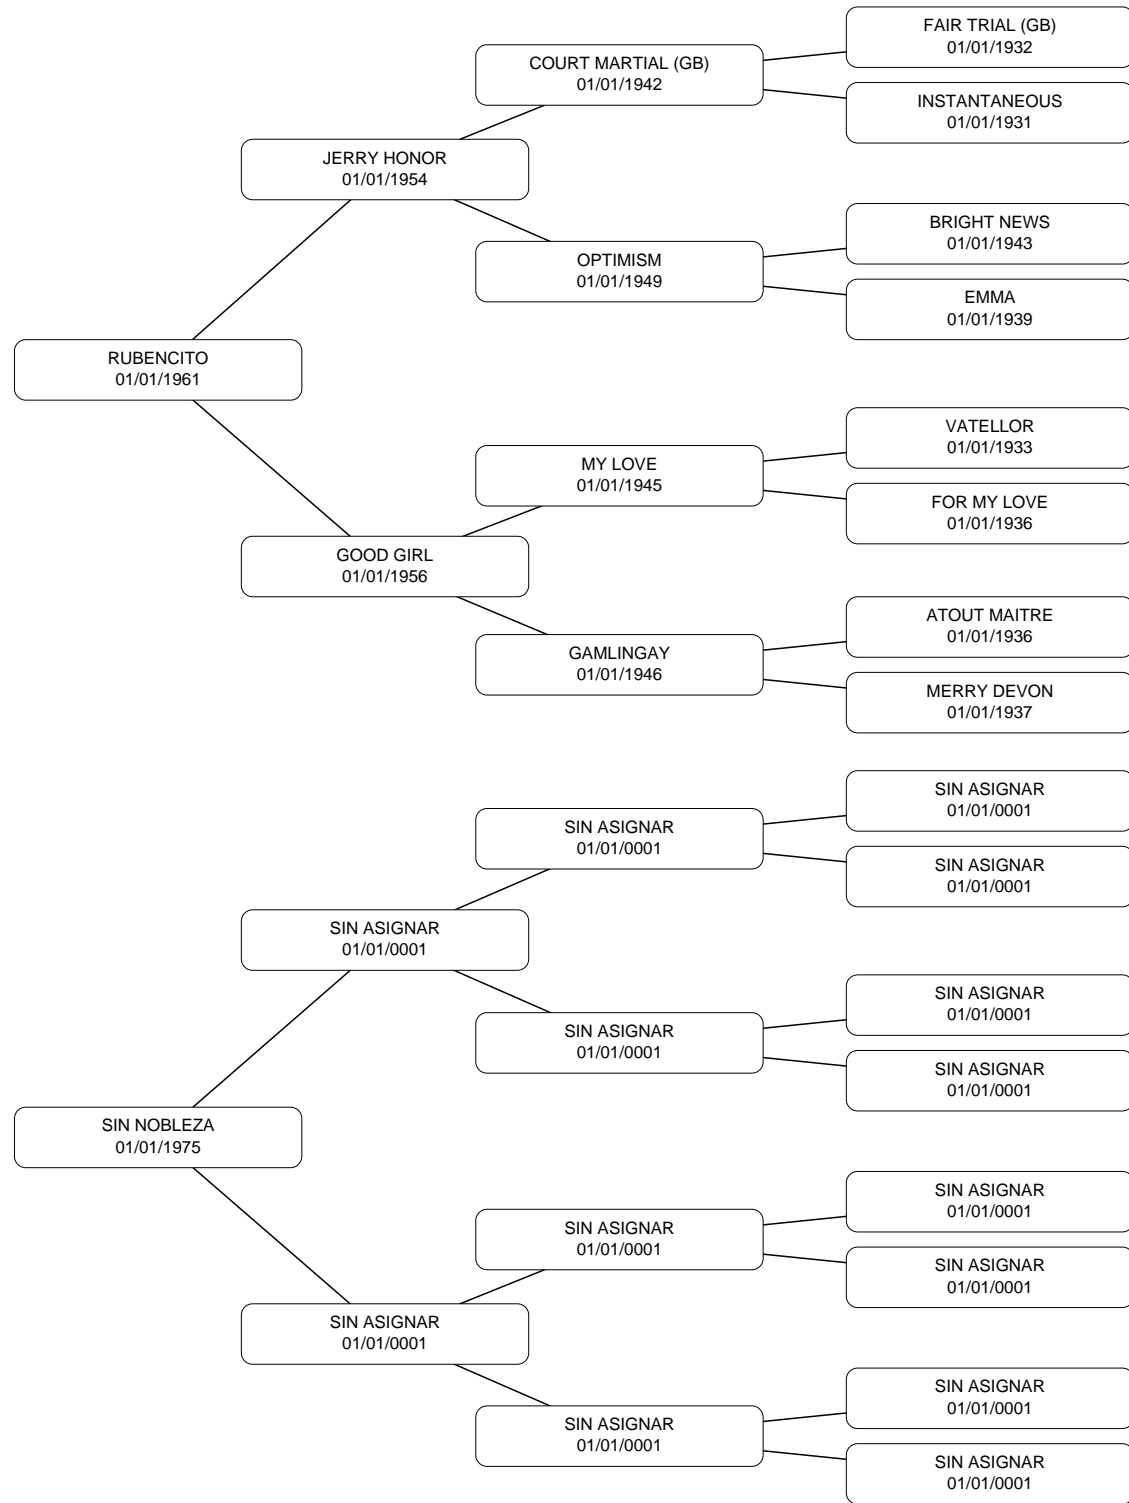 FAIR TRIAL (GB)
01/01/1932
COURT MARTIAL (GB)
01/01/1942
INSTANTANEOUS
01/01/1931
JERRY HONOR
01/01/1954
BRIGHT NEWS
01/01/1943
OPTIMISM
01/01/1949
EMMA
01/01/1939
RUBENCITO
01/01/1961
VATELLOR
01/01/1933
MY LOVE
01/01/1945
FOR MY LOVE
01/01/1936
GOOD GIRL
01/01/1956
ATOUT MAITRE
01/01/1936
GAMLINGAY
01/01/1946
MERRY DEVON
01/01/1937
SIN ASIGNAR
01/01/0001
SIN ASIGNAR
01/01/0001
SIN ASIGNAR
01/01/0001
SIN ASIGNAR
01/01/0001
SIN ASIGNAR
01/01/0001
SIN ASIGNAR
01/01/0001
SIN ASIGNAR
01/01/0001
SIN NOBLEZA
01/01/1975
SIN ASIGNAR
01/01/0001
SIN ASIGNAR
01/01/0001
SIN ASIGNAR
01/01/0001
SIN ASIGNAR
01/01/0001
SIN ASIGNAR
01/01/0001
SIN ASIGNAR
01/01/0001
SIN ASIGNAR
01/01/0001